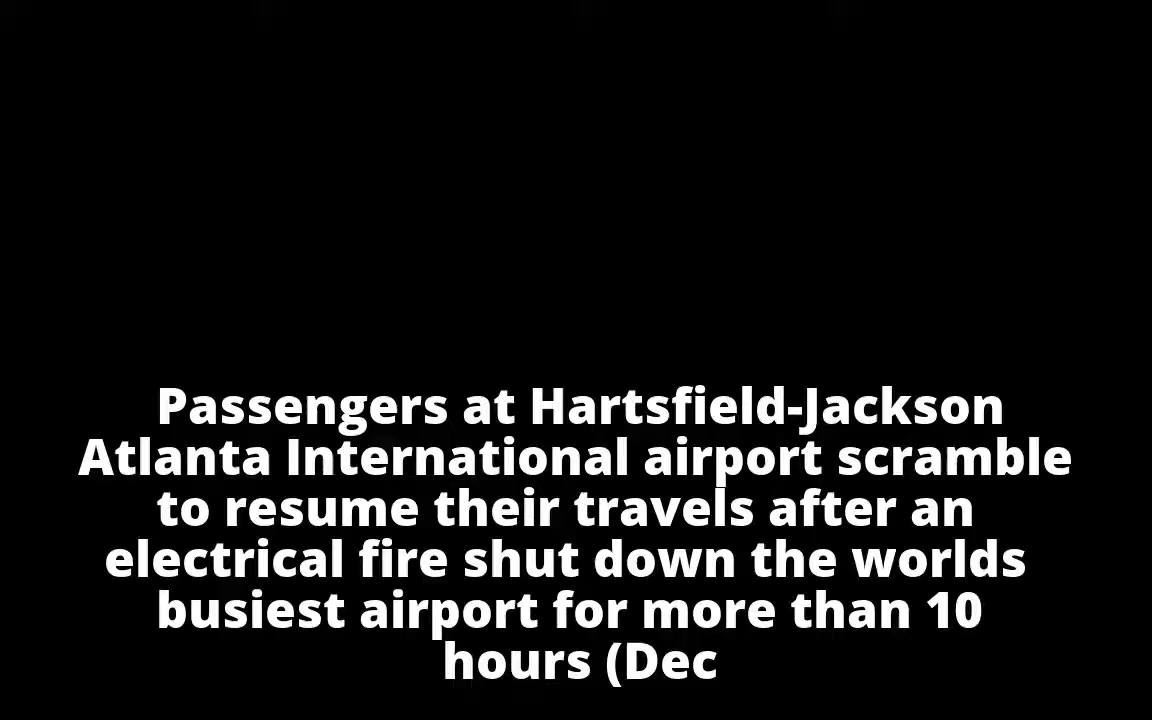 Passengers at Hartsfield-Jackson
Atlanta International airport scramble
to resume their travels after an
electrical fire shut down the worlds
busiest airport for more than 10
hours (Dec